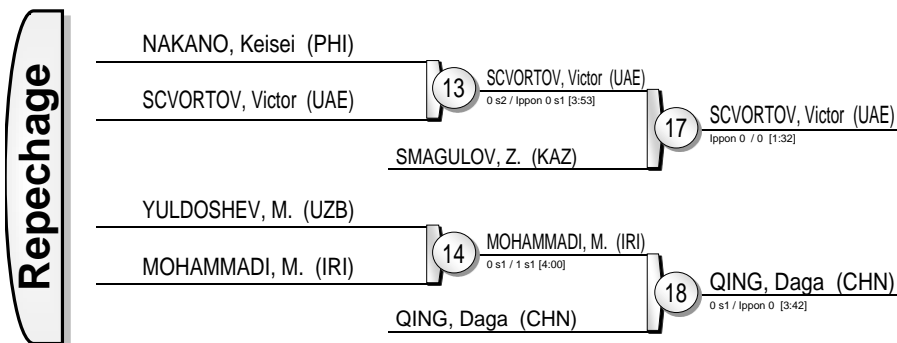 Repechage
NAKANO, Keisei (PHI)
SCVORTOV, Victor (UAE)
13
SCVORTOV, Victor (UAE)
0 s2 / Ippon 0 s1 [3:53]
SMAGULOV, Z. (KAZ)
17
SCVORTOV, Victor (UAE)
Ippon 0 / 0 [1:32]
YULDOSHEV, M. (UZB)
MOHAMMADI, M. (IRI)
14
MOHAMMADI, M. (IRI)
0 s1 / 1 s1 [4:00]
QING, Daga (CHN)
18
QING, Daga (CHN)
0 s1 / Ippon 0 [3:42]